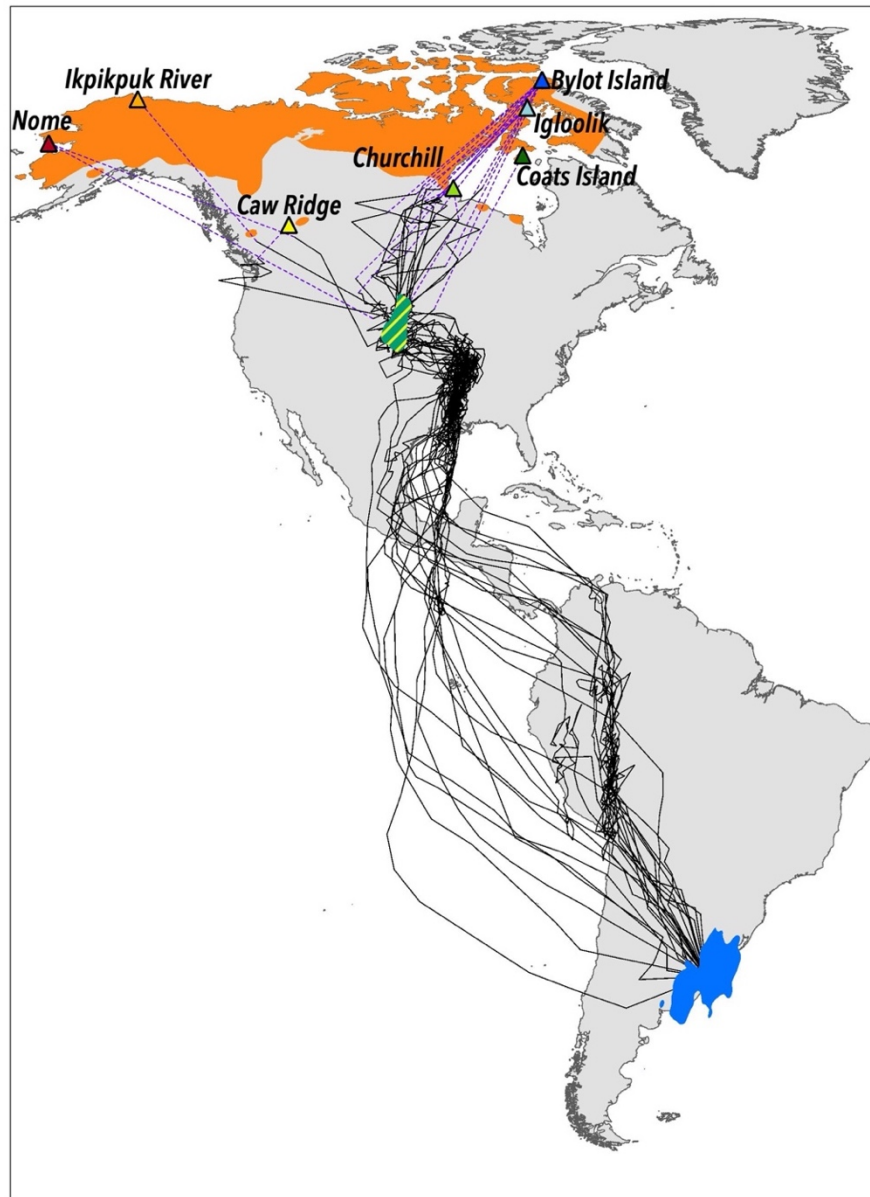 Ikpikpuk River
Bylot Island
Nome
Igloolik
Churchill
Coats Island
Caw Ridge